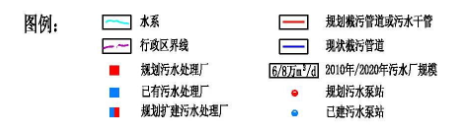 图例：
水系
规划截污管道或污水干管
行政区界线
现状截污管道
规划污水处理厂
6/8万m³/d 2010年/2020年污水厂规模
已有污水处理厂
规划污水泵站
规划扩建污水处理厂
已建污水泵站